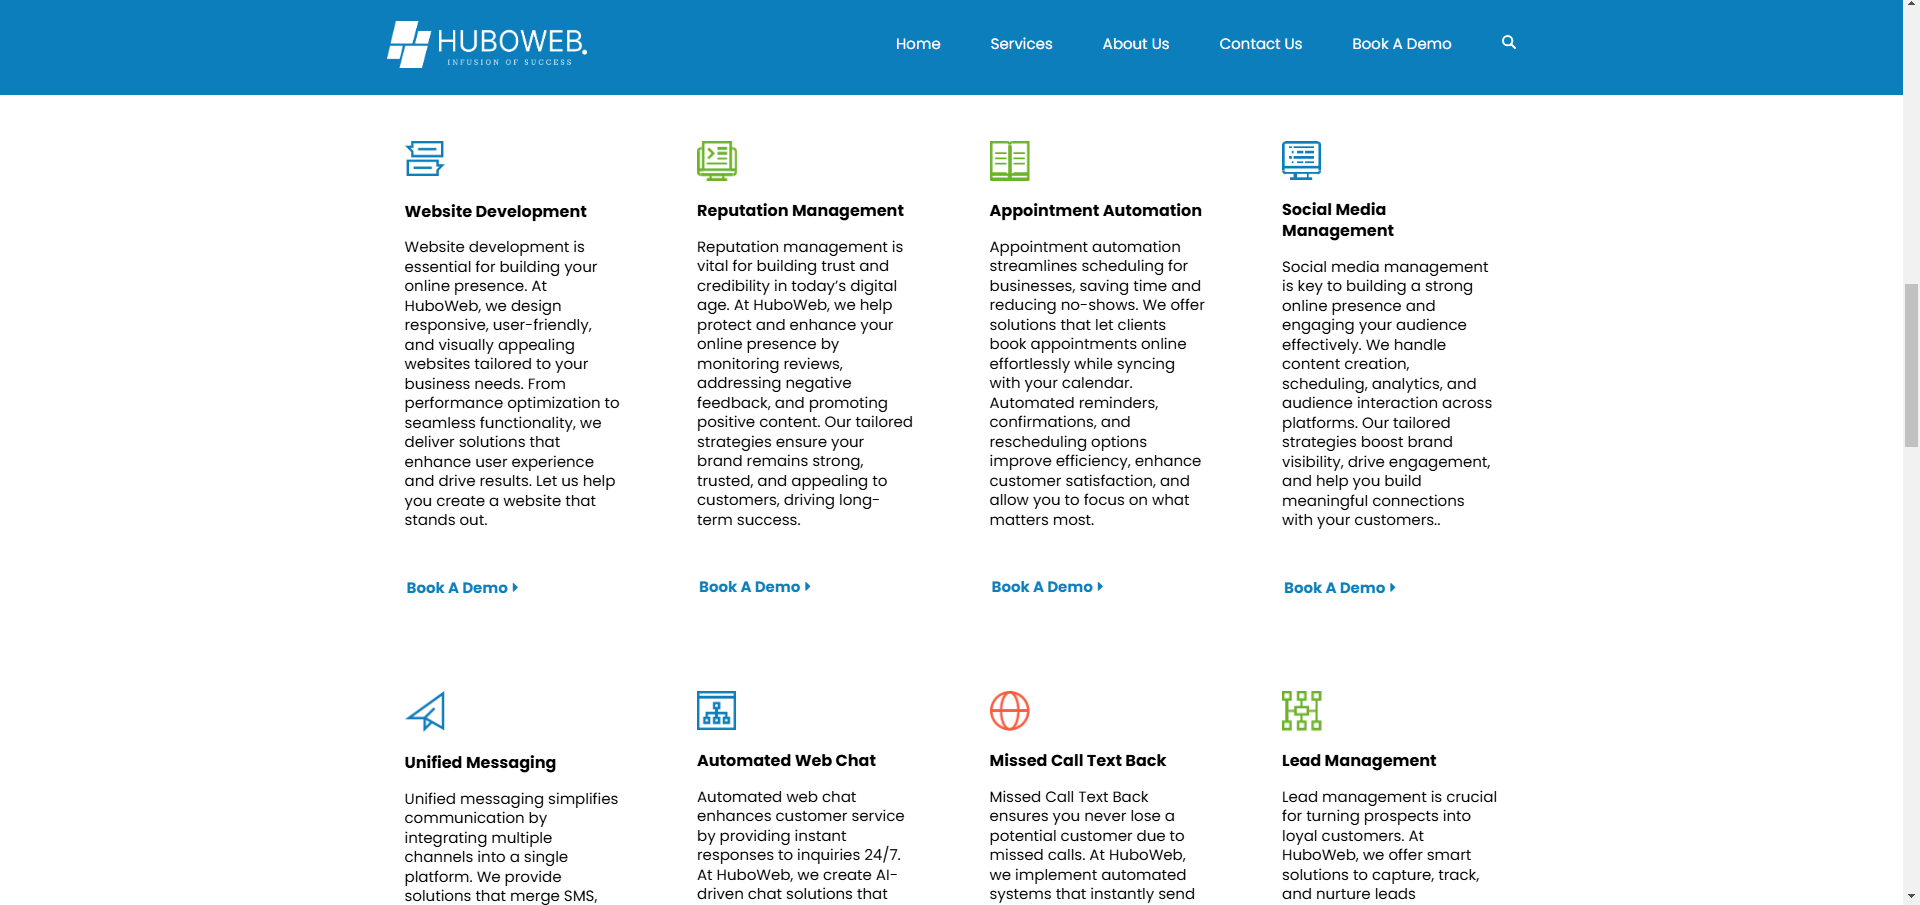 HUBOWEB.
INFUSION OF SUCCESS
Home
Services
About Us
Contact Us
Book A Demo
Website Development
Website development is
essential for building your
online presence. At
HuboWeb, we design
responsive, user-friendly,
and visually appealing
websites tailored to your
business needs. From
performance optimization to
seamless functionality, we
deliver solutions that
enhance user experience
and drive results. Let us help
you create a website that
stands out.
Book A Demo
Reputation Management
Reputation management is
vital for building trust and
credibility in today’s digital
age. At HuboWeb, we help
protect and enhance your
online presence by
monitoring reviews,
addressing negative
feedback, and promoting
positive content. Our tailored
strategies ensure your
brand remains strong,
trusted, and appealing to
customers, driving long-
term success.
Book A Demo
Appointment Automation
Appointment automation
streamlines scheduling for
businesses, saving time and
reducing no-shows. We offer
solutions that let clients
book appointments online
effortlessly while syncing
with your calendar.
Automated reminders,
confirmations, and
rescheduling options
improve efficiency, enhance
customer satisfaction, and
allow you to focus on what
matters most.
Book A Demo
Social Media
Management
Social media management
is key to building a strong
online presence and
engaging your audience
effectively. We handle
content creation,
scheduling, analytics, and
audience interaction across
platforms. Our tailored
strategies boost brand
visibility, drive engagement,
and help you build
meaningful connections
with your customers..
Book A Demo
Unified Messaging
Unified messaging simplifies
communication by
integrating multiple
channels into a single
platform. We provide
solutions that merge SMS,
Automated Web Chat
Automated web chat
enhances customer service
by providing instant
responses to inquiries 24/7.
At HuboWeb, we create AI-
driven chat solutions that
Missed Call Text Back
Missed Call Text Back
ensures you never lose a
potential customer due to
missed calls. At HuboWeb,
we implement automated
systems that instantly send
Lead Management
Lead management is crucial
for turning prospects into
loyal customers. At
HuboWeb, we offer smart
solutions to capture, track,
and nurture leads